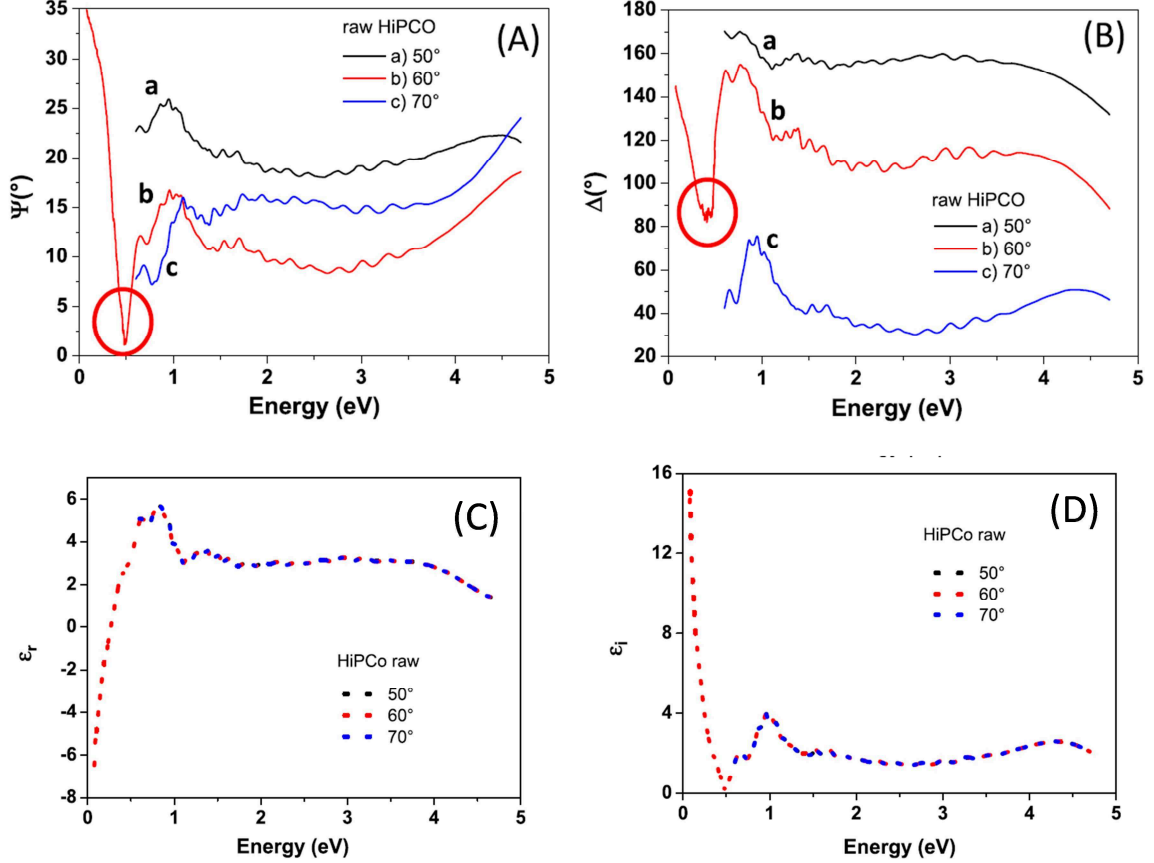 (A)
raw HiPCO
a) 50°
b) 60°
c) 70°
a
b
c
35
30
25
20
15
10
5
0
Ψ(°)
0 1 2 3 4 5
Energy (eV)
(B)
a
b
raw HiPCO
a) 50°
b) 60°
c) 70°
c
180
160
140
120
100
80
60
40
20
Δ(°)
0 1 2 3 4 5
Energy (eV)
(C)
6
4
2
0
-2
-4
-6
-8
εr
HiPCo raw
50°
60°
70°
0 1 2 3 4 5
Energy (eV)
(D)
16
12
8
4
0
εi
HiPCo raw
50°
60°
70°
0 1 2 3 4 5
Energy (eV)